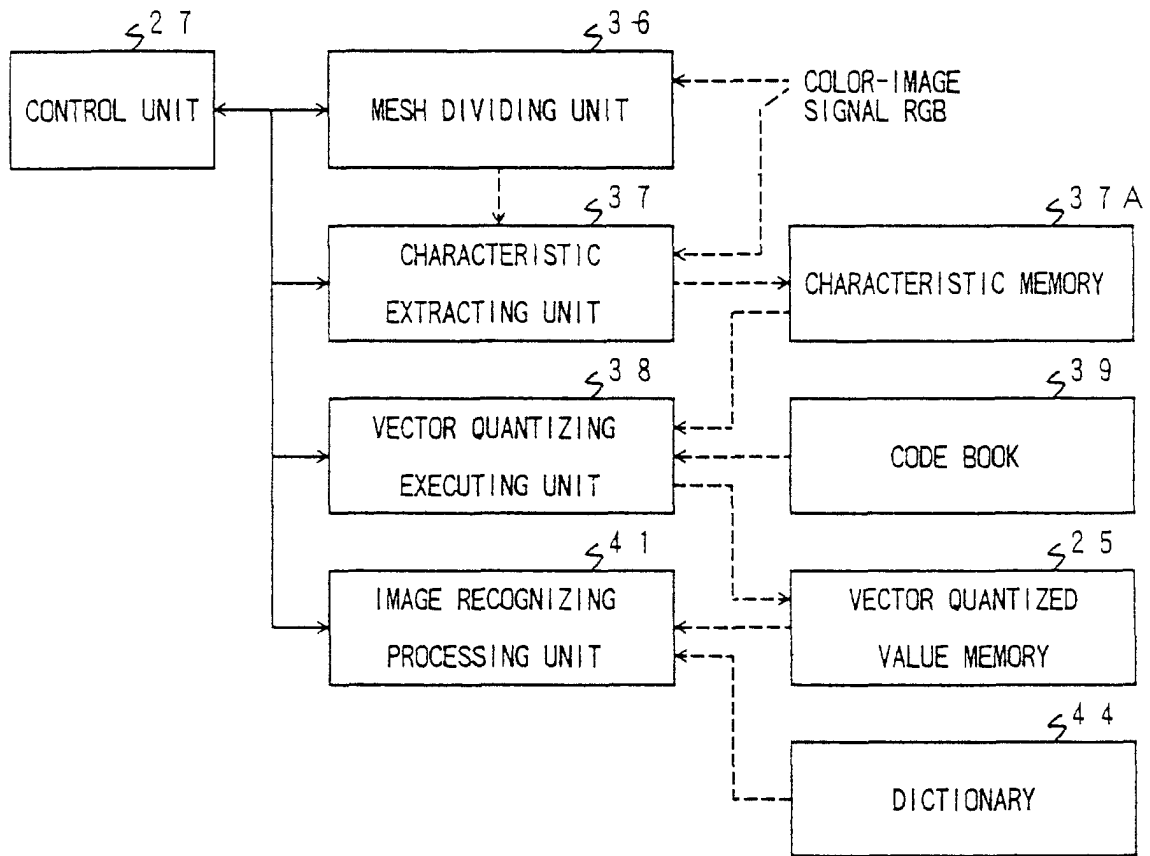 27
36
CONTROL UNIT
MESH DIVIDING UNIT
COLOR-IMAGE
SIGNAL RGB
37
37A
CHARACTERISTIC
EXTRACTING UNIT
CHARACTERISTIC MEMORY
38
39
VECTOR QUANTIZING
EXECUTING UNIT
CODE BOOK
41
25
IMAGE RECOGNIZING
PROCESSING UNIT
VECTOR QUANTIZED
VALUE MEMORY
44
DICTIONARY